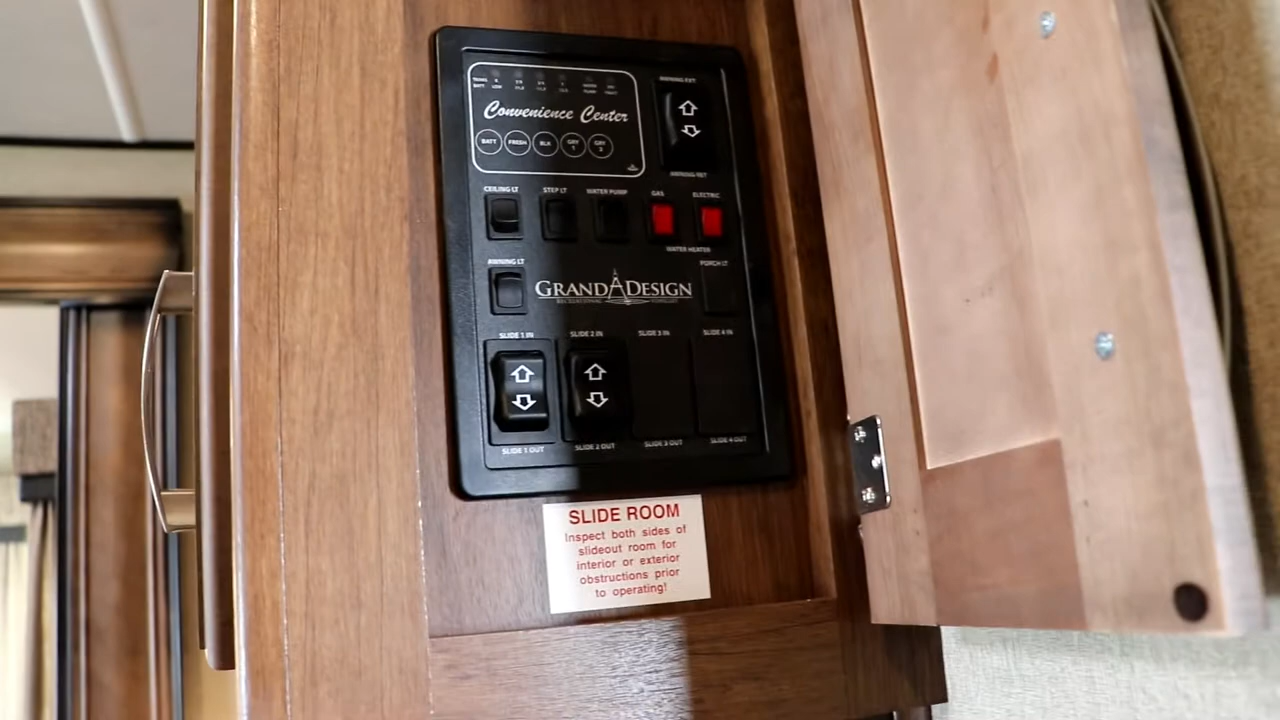 AWNING EXT
Convenience Center
BATT FRESH BLK GRY 1 GRY 2
AWNING RET
CEILING LT STEP LT WATER PUMP GAS ELECTRIC
WATER HEATER
AWNING LT PORCH LT
GRAND DESIGN
RECREATIONAL VEHICLES
SLIDE 1 IN SLIDE 2 IN SLIDE 3 IN SLIDE 4 IN
SLIDE 1 OUT SLIDE 2 OUT SLIDE 3 OUT SLIDE 4 OUT
SLIDE ROOM
Inspect both sides of
slideout room for
interior or exterior
obstructions prior
to operating!